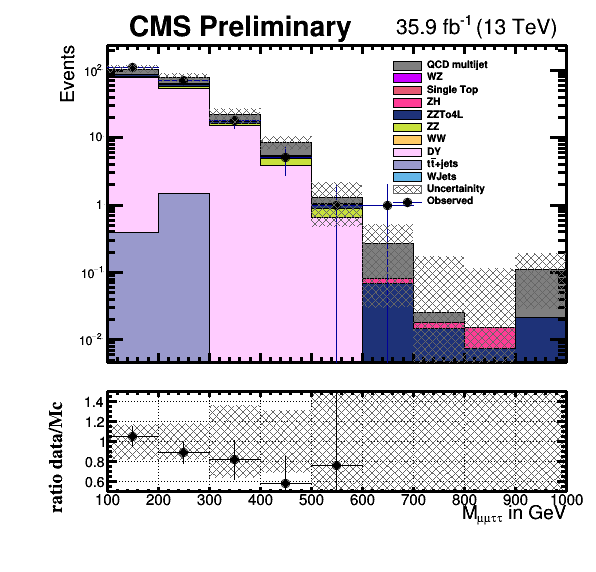 CMS Preliminary 35.9 fb⁻¹ (13 TeV)
Events
10²
10
1
10⁻¹
10⁻²
QCD multijet
WZ
Single Top
ZH
ZZTo4L
ZZ
WW
DY
tt̄+jets
WJets
Uncertainity
Observed
ratio data/Mc
1.4
1.2
1
0.8
0.6
100 200 300 400 500 600 700 800 900 1000
M_μμττ in GeV